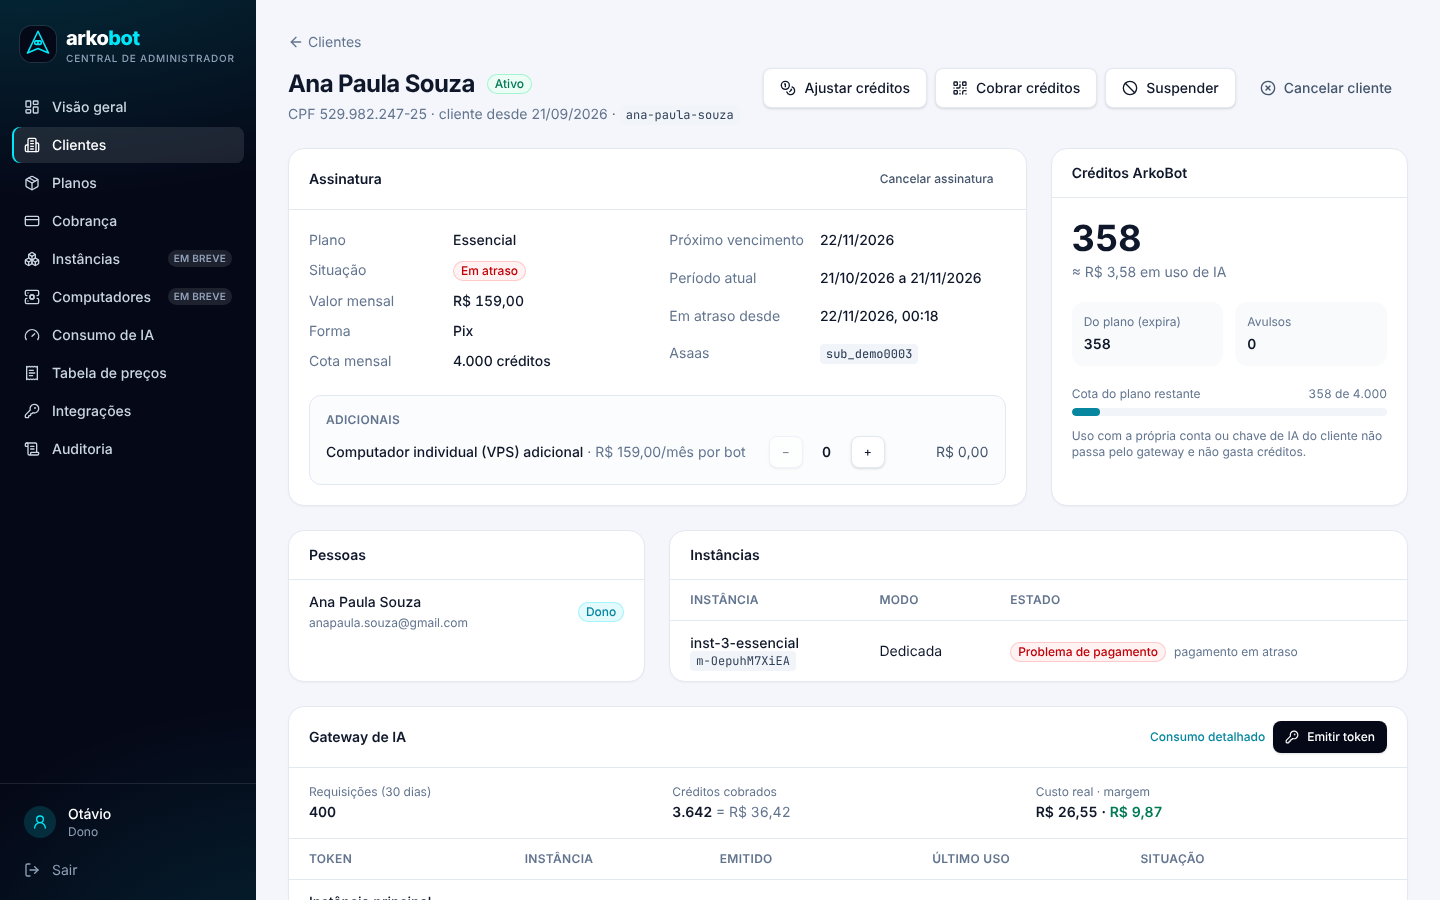 arkobot
CENTRAL DE ADMINISTRADOR
Visão geral
Clientes
Planos
Cobrança
Instâncias EM BREVE
Computadores EM BREVE
Consumo de IA
Tabela de preços
Integrações
Auditoria
Otávio
Dono
Sair
Clientes
Ana Paula Souza Ativo
CPF 529.982.247-25 · cliente desde 21/09/2026 · ana-paula-souza
Ajustar créditos
Cobrar créditos
Suspender
Cancelar cliente
Assinatura
Cancelar assinatura
Plano Essencial
Situação Em atraso
Valor mensal R$ 159,00
Forma Pix
Cota mensal 4.000 créditos
Próximo vencimento 22/11/2026
Período atual 21/10/2026 a 21/11/2026
Em atraso desde 22/11/2026, 00:18
Asaas sub_demo0003
ADICIONAIS
Computador individual (VPS) adicional · R$ 159,00/mês por bot − 0 + R$ 0,00
Créditos ArkoBot
358
≈ R$ 3,58 em uso de IA
Do plano (expira)
358
Avulsos
0
Cota do plano restante 358 de 4.000
Uso com a própria conta ou chave de IA do cliente não
passa pelo gateway e não gasta créditos.
Pessoas
Ana Paula Souza
anapaula.souza@gmail.com
Dono
Instâncias
INSTÂNCIA MODO ESTADO
inst-3-essencial
m-OepuhM7XiEA
Dedicada
Problema de pagamento pagamento em atraso
Gateway de IA
Consumo detalhado
Emitir token
Requisições (30 dias)
400
Créditos cobrados
3.642 = R$ 36,42
Custo real · margem
R$ 26,55 · R$ 9,87
TOKEN INSTÂNCIA EMITIDO ÚLTIMO USO SITUAÇÃO